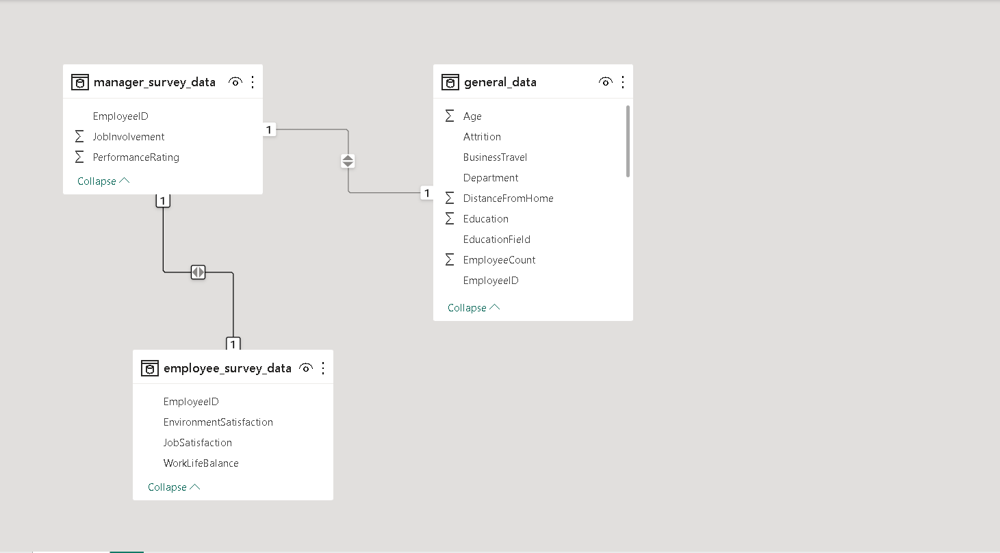 manager_survey_data
EmployeeID
JobInvolvement
PerformanceRating
Collapse
1
1
general_data
Age
Attrition
BusinessTravel
Department
DistanceFromHome
Education
EducationField
EmployeeCount
EmployeeID
Collapse
1
1
employee_survey_data
EmployeeID
EnvironmentSatisfaction
JobSatisfaction
WorkLifeBalance
Collapse